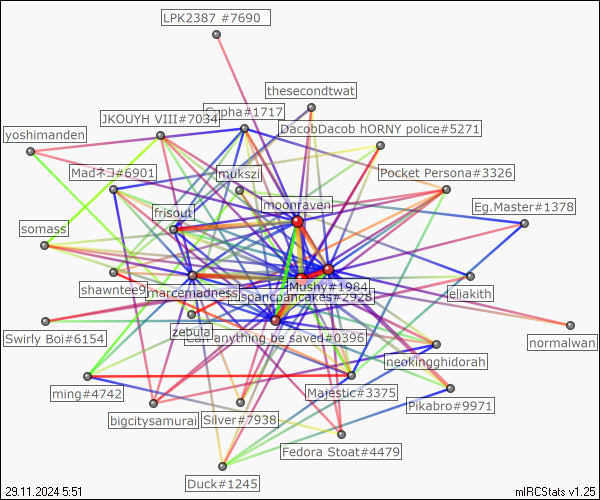 LPK2387 #7690
thesecondtwat
JKOUYH VIII#7034
Cypha#1717
DacobDacob hORNY police#5271
yoshimanden
Madネヨ#6901
mukszi
Pocket Persona#3326
moonraven
frisout
Eg.Master#1378
somass
shawntee9
marcemadness
Mushy#1984
spancpancakes#2928
eliakith
Swirly Boi#6154
zebula
Can anything be saved#0396
normalwan
neokingghidorah
ming#4742
Majestic#3375
bigcitysamurai
Silver#7938
Pikabro#9971
Fedora Stoat#4479
Duck#1245
29.11.2024 5:51
mIRCStats v1.25